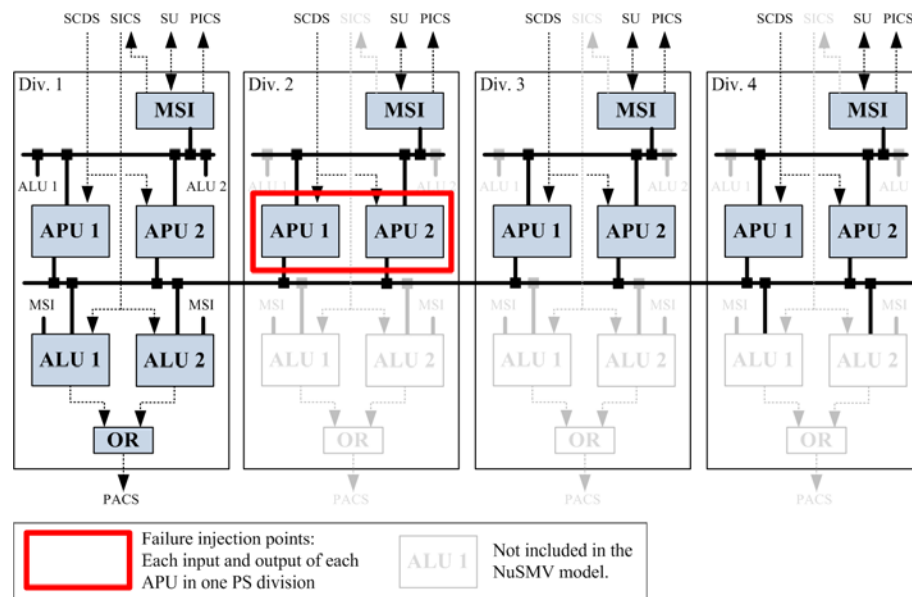 SCDS SICS SU PICS SCDS SICS SU PICS SCDS SICS SU PICS SCDS SICS SU PICS
Div. 1 Div. 2 Div. 3 Div. 4
MSI MSI MSI MSI
ALU 1 ALU 2 ALU 1 ALU 2 ALU 1 ALU 2 ALU 1 ALU
APU 1 APU 2 APU 1 APU 2 APU 1 APU 2 APU 1 APU 2
MSI MSI MSI MSI MSI MSI MSI MSI
ALU 1 ALU 2 ALU 1 ALU 2 ALU 1 ALU 2 ALU 1 ALU 2
OR OR OR OR
PACS PACS PACS PACS
Failure injection points:
Each input and output of each
APU in one PS division
ALU 1
Not included in the
NuSMV model.